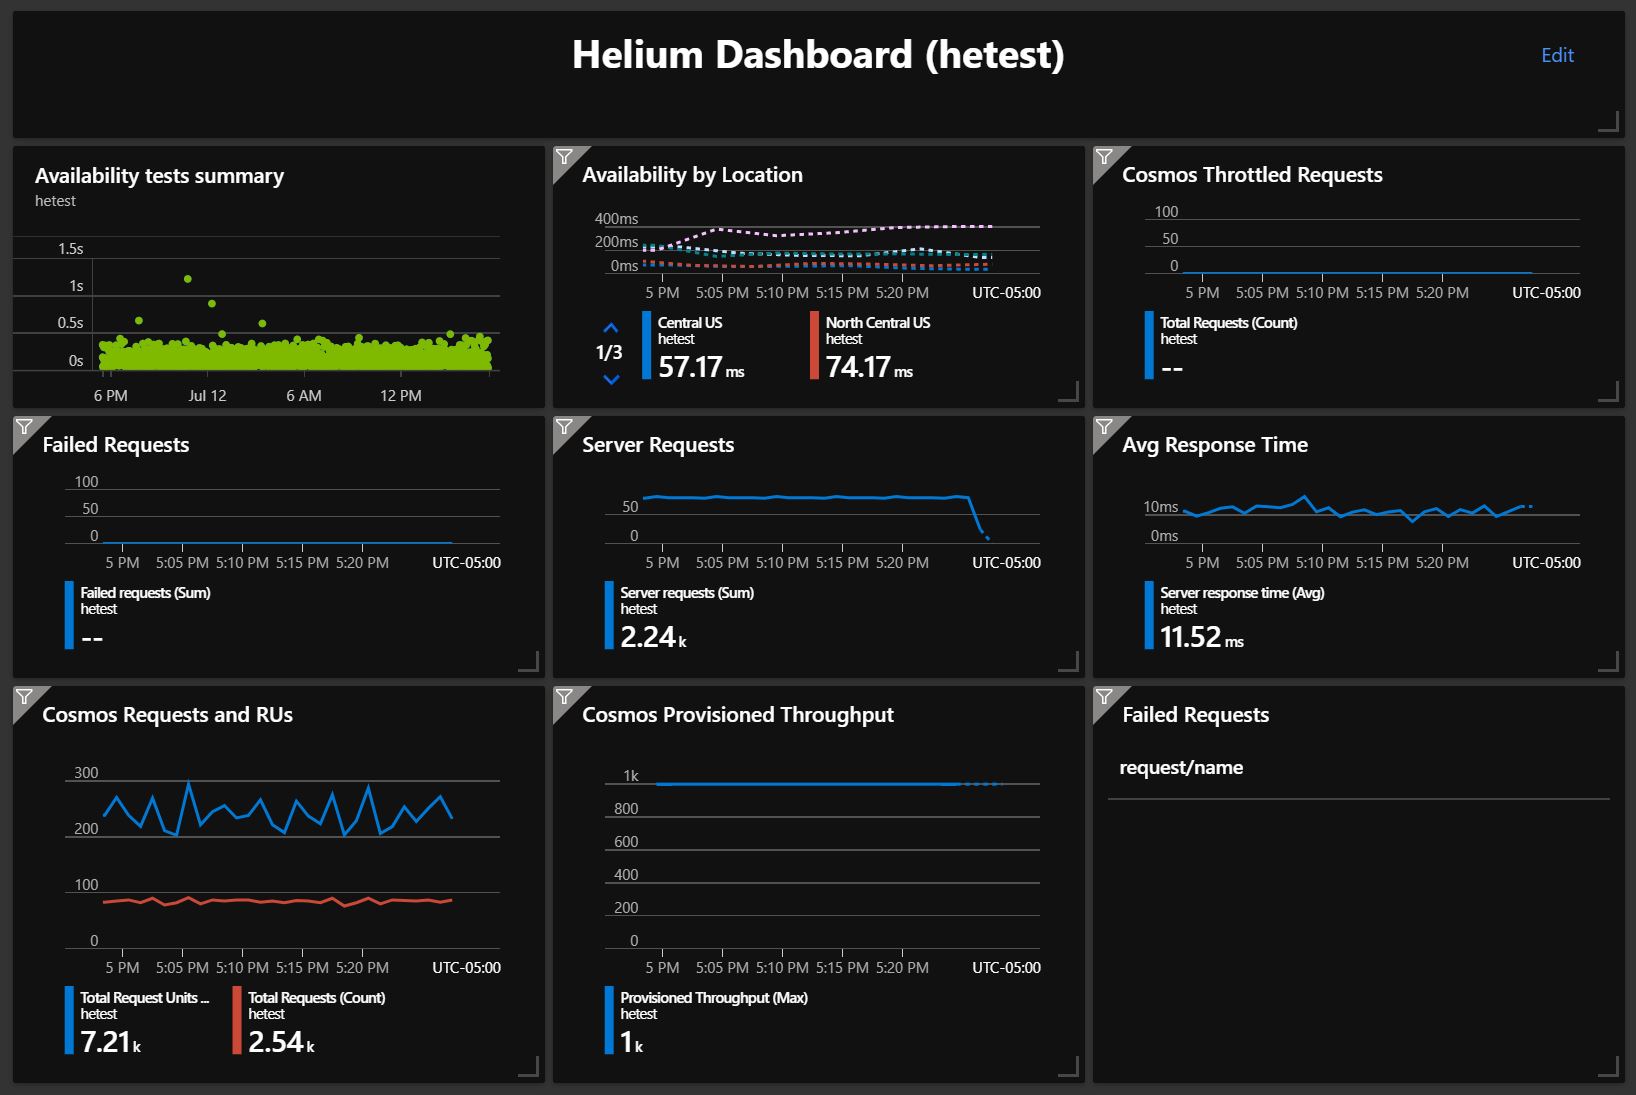 Helium Dashboard (hetest)
Edit
Availability tests summary
hetest
1.5s
1s
0.5s
0s
6 PM Jul 12 6 AM 12 PM
Availability by Location
400ms
200ms
0ms
5 PM 5:05 PM 5:10 PM 5:15 PM 5:20 PM UTC-05:00
1/3
Central US
hetest
57.17 ms
North Central US
hetest
74.17 ms
Cosmos Throttled Requests
100
50
0
5 PM 5:05 PM 5:10 PM 5:15 PM 5:20 PM UTC-05:00
Total Requests (Count)
hetest
--
Failed Requests
100
50
0
5 PM 5:05 PM 5:10 PM 5:15 PM 5:20 PM UTC-05:00
Failed requests (Sum)
hetest
--
Server Requests
50
0
5 PM 5:05 PM 5:10 PM 5:15 PM 5:20 PM UTC-05:00
Server requests (Sum)
hetest
2.24 k
Avg Response Time
10ms
0ms
5 PM 5:05 PM 5:10 PM 5:15 PM 5:20 PM UTC-05:00
Server response time (Avg)
hetest
11.52 ms
Cosmos Requests and RUs
300
200
100
0
5 PM 5:05 PM 5:10 PM 5:15 PM 5:20 PM UTC-05:00
Total Request Units ...
hetest
7.21 k
Total Requests (Count)
hetest
2.54 k
Cosmos Provisioned Throughput
1k
800
600
400
200
0
5 PM 5:05 PM 5:10 PM 5:15 PM 5:20 PM UTC-05:00
Provisioned Throughput (Max)
hetest
1 k
Failed Requests
request/name